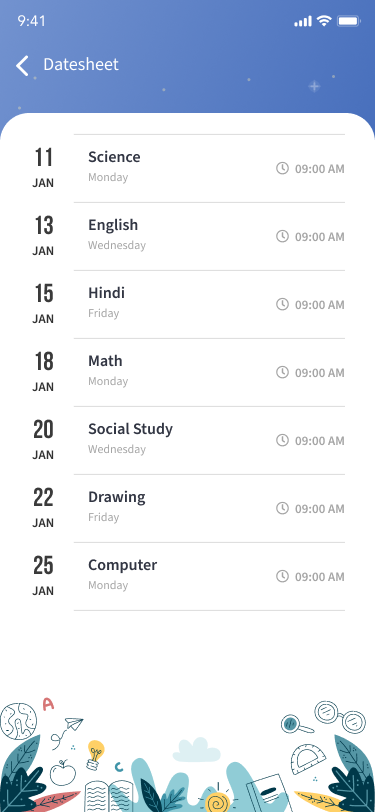 9:41
Datesheet
11 Science
JAN Monday 09:00 AM
13 English
JAN Wednesday 09:00 AM
15 Hindi
JAN Friday 09:00 AM
18 Math
JAN Monday 09:00 AM
20 Social Study
JAN Wednesday 09:00 AM
22 Drawing
JAN Friday 09:00 AM
25 Computer
JAN Monday 09:00 AM
A